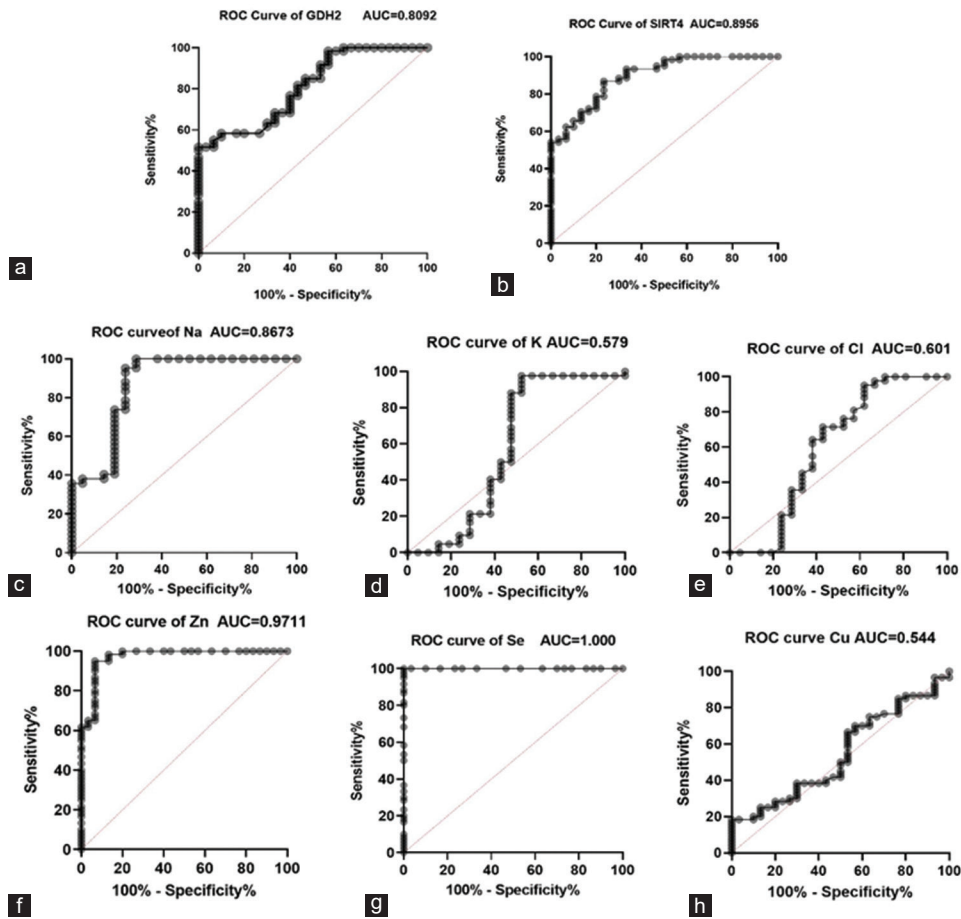 ROC Curve of GDH2 AUC=0.8092
100
80
60
40
20
0
Sensitivity%
0 20 40 60 80 100
100% - Specificity%
a
ROC Curve of SIRT4 AUC=0.8956
100
80
60
40
20
0
Sensitivity%
0 20 40 60 80 100
100% - Specificity%
b
ROC curveof Na AUC=0.8673
100
80
60
40
20
0
Sensitivity%
0 20 40 60 80 100
100% - Specificity%
c
ROC curve of K AUC=0.579
100
80
60
40
20
0
Sensitivity%
0 20 40 60 80 100
100% - Specificity%
d
ROC curve of Cl AUC=0.601
100
80
60
40
20
0
Sensitivity%
0 20 40 60 80 100
100% - Specificity%
e
ROC curve of Zn AUC=0.9711
100
80
60
40
20
0
Sensitivity%
0 20 40 60 80 100
100% - Specificity%
f
ROC curve of Se AUC=1.000
100
80
60
40
20
0
Sensitivity%
0 20 40 60 80 100
100% - Specificity%
g
ROC curve Cu AUC=0.544
100
80
60
40
20
0
Sensitivity%
0 20 40 60 80 100
100% - Specificity%
h